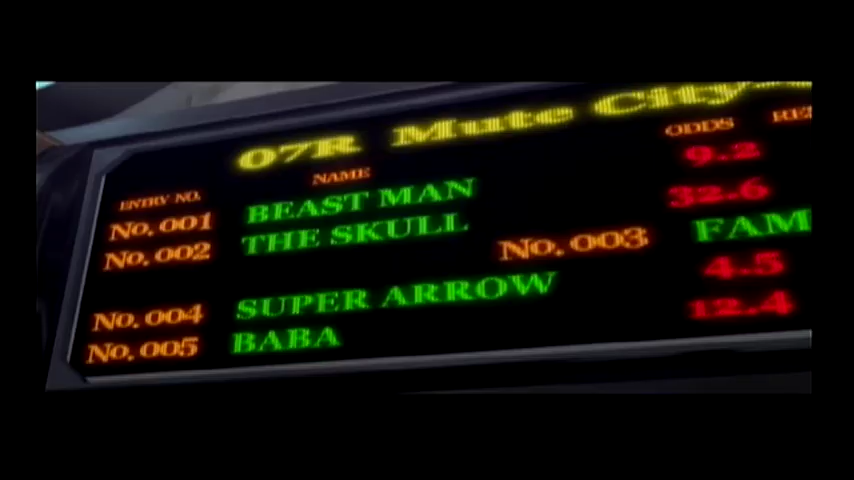 07R Mute City
ENTRY NO. NAME ODDS
No. 001 BEAST MAN 9.2
No. 002 THE SKULL 32.6
No. 003 FAM
No. 004 SUPER ARROW 4.5
No. 005 BABA 12.4